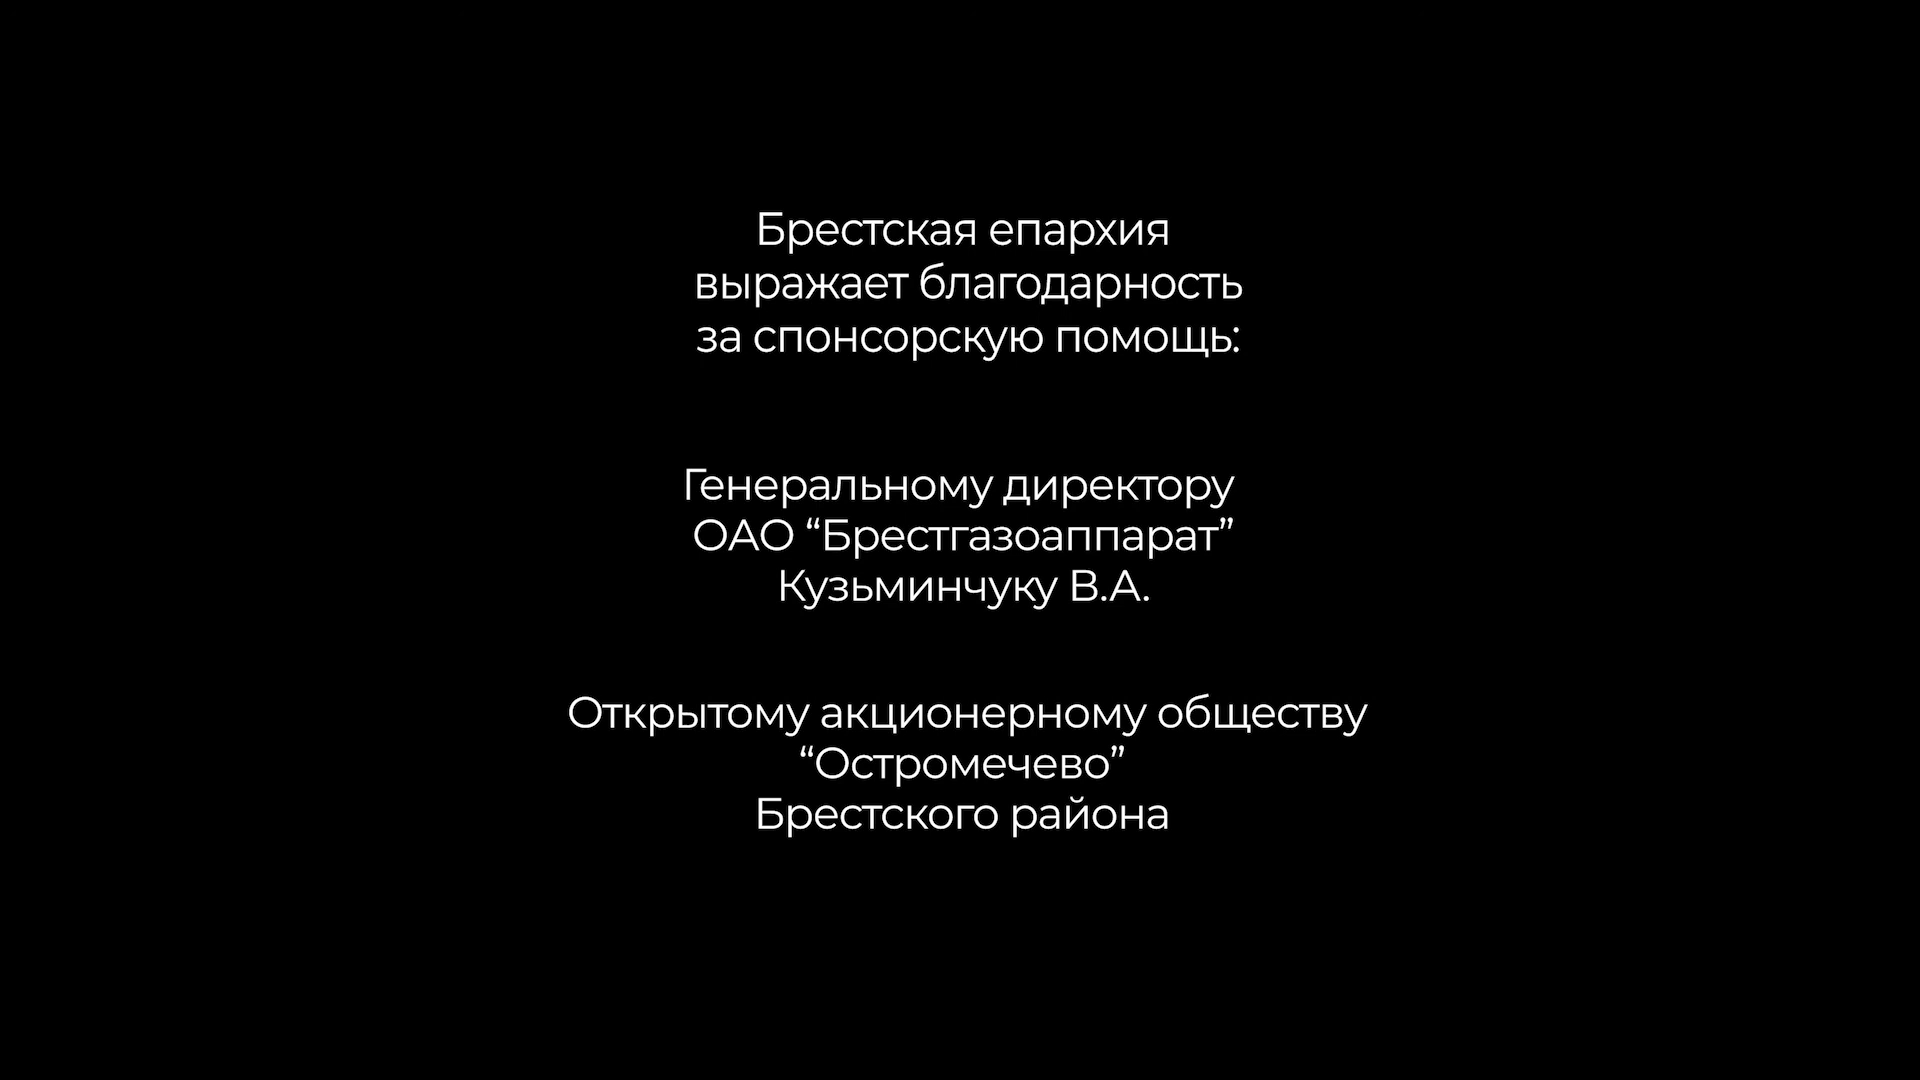 Брестская епархия
выражает благодарность
за спонсорскую помощь:
Генеральному директору
ОАО “Брестгазоаппарат”
Кузьминчуку В.А.
Открытому акционерному обществу
“Остромечево”
Брестского района